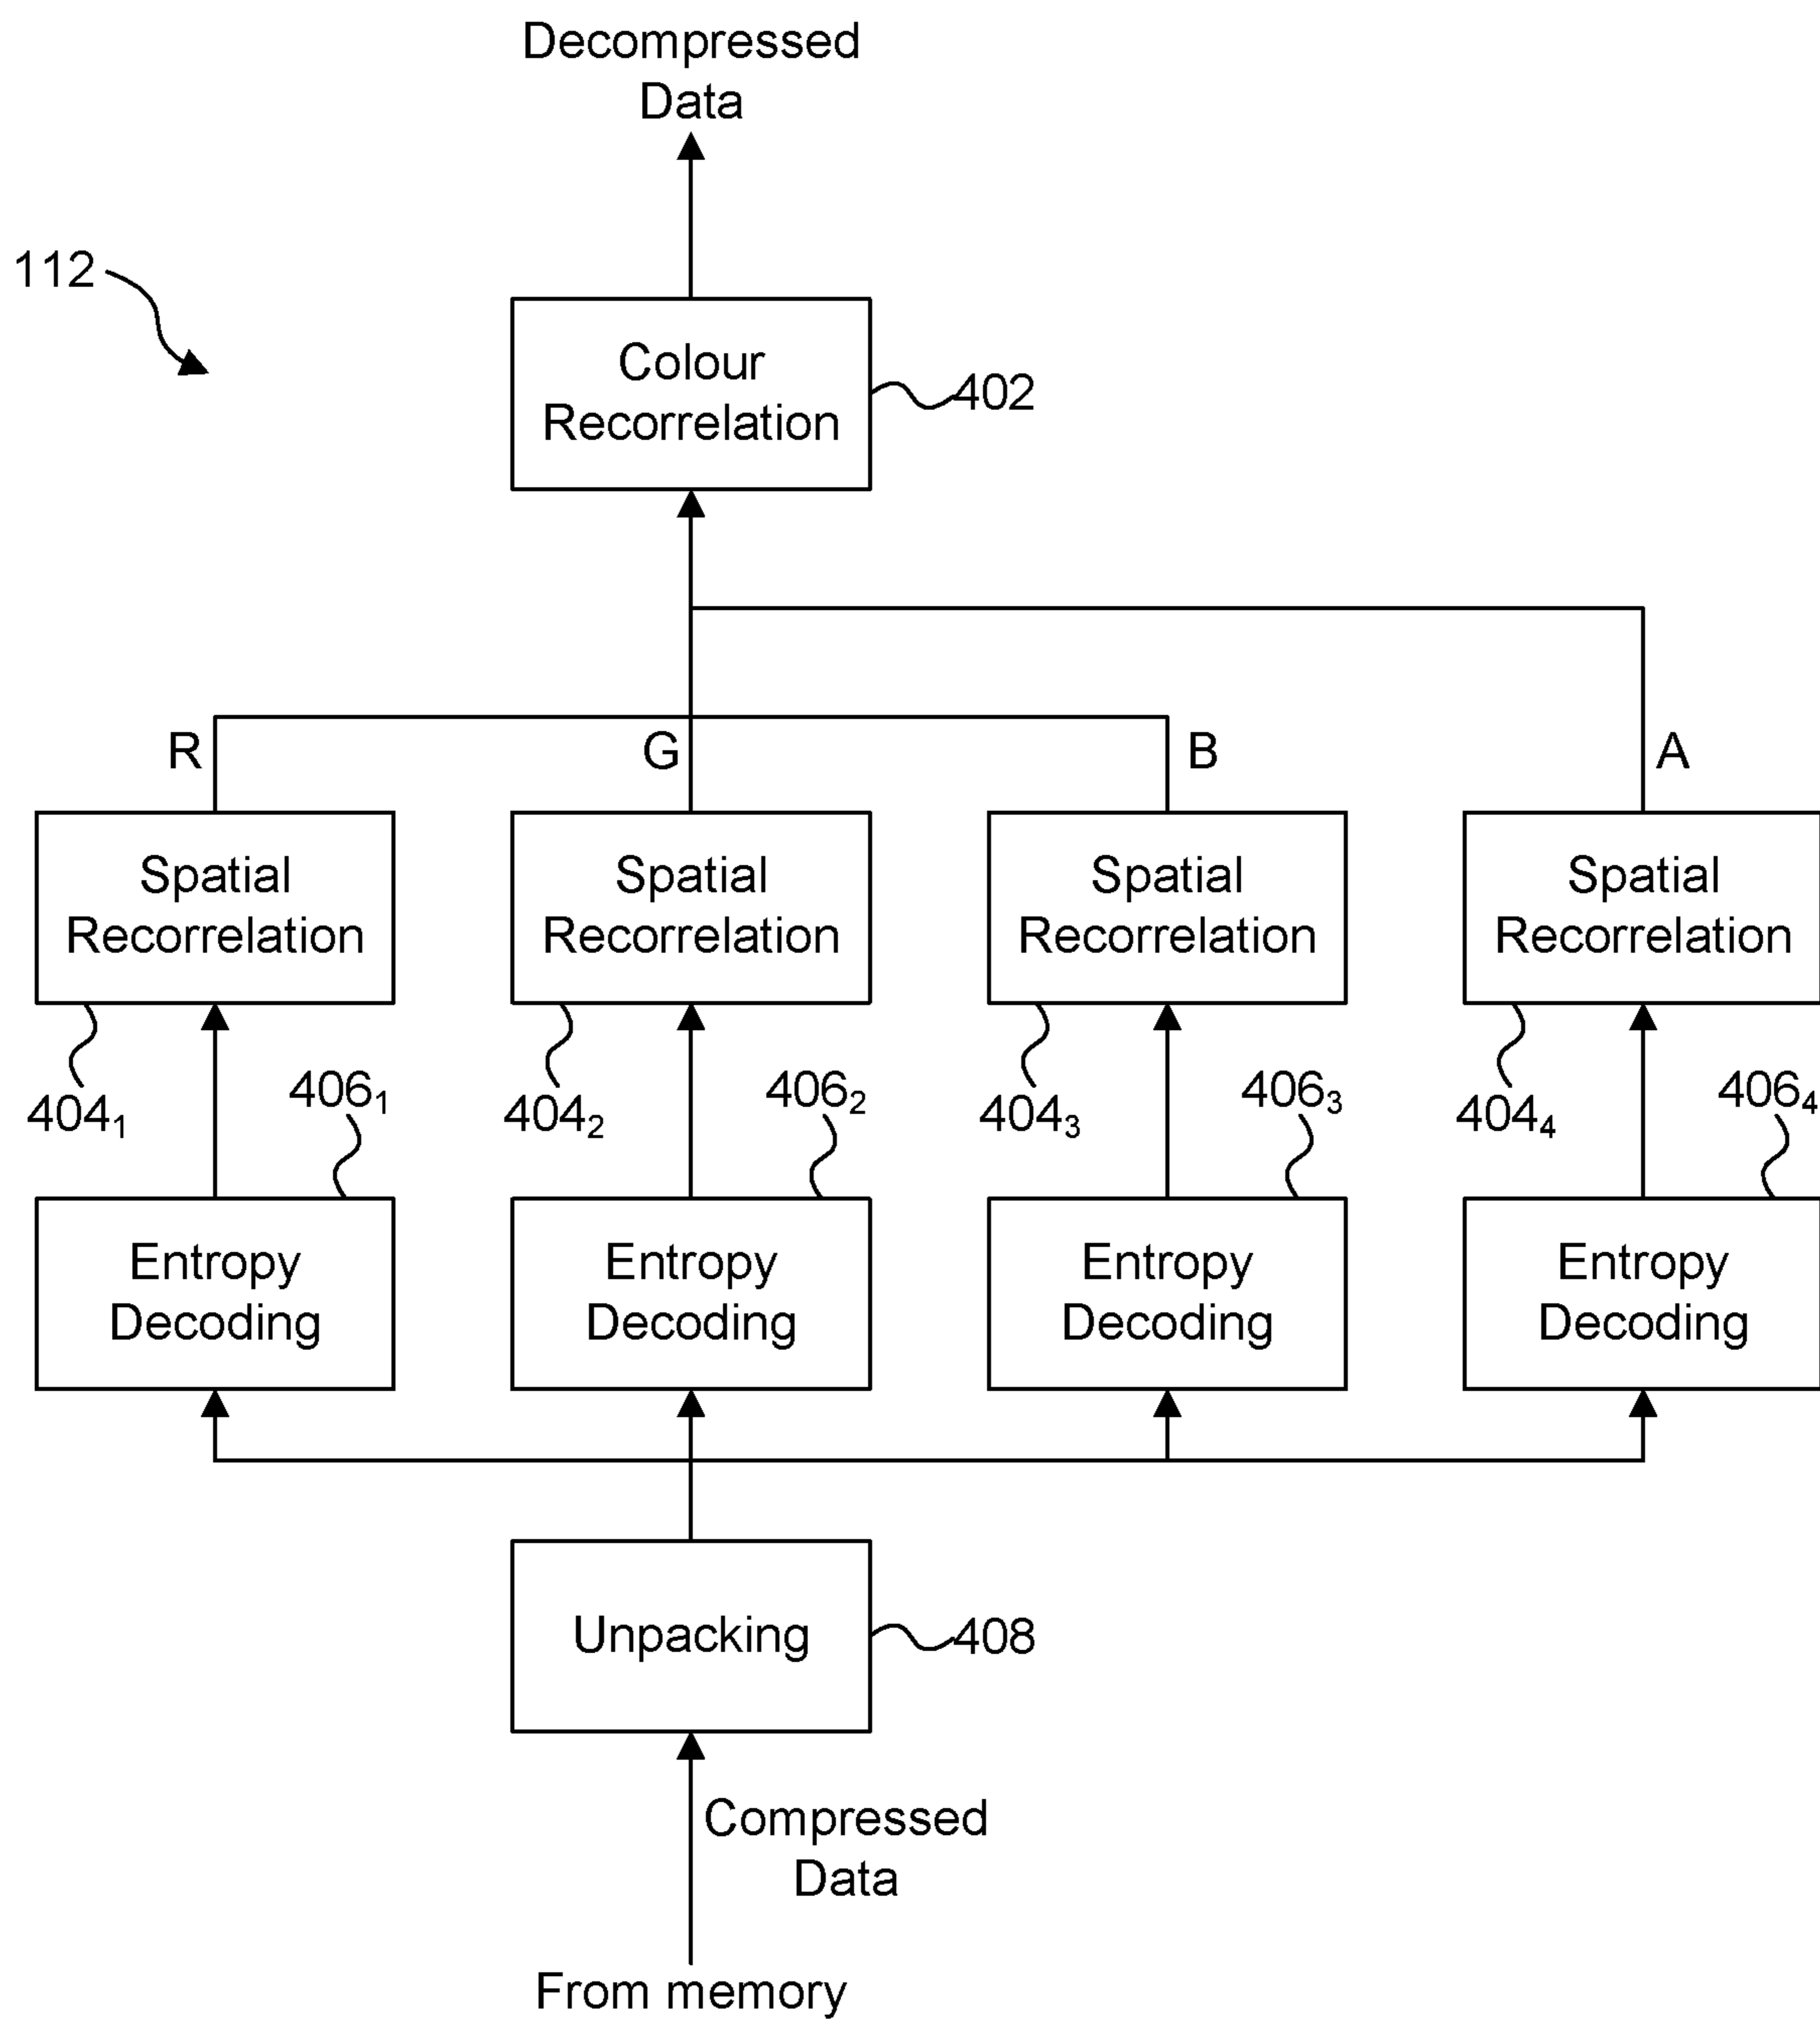 Decompressed
Data
112
Colour
Recorrelation
402
R
G
B
A
Spatial
Recorrelation
Spatial
Recorrelation
Spatial
Recorrelation
Spatial
Recorrelation
404₁
406₁
404₂
406₂
404₃
406₃
404₄
406₄
Entropy
Decoding
Entropy
Decoding
Entropy
Decoding
Entropy
Decoding
Unpacking
408
Compressed
Data
From memory